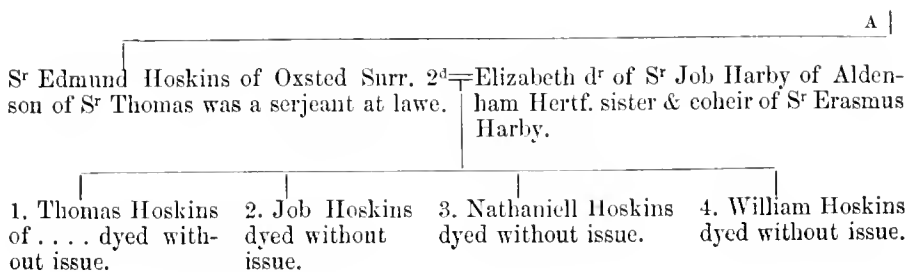 A
Sʳ Edmund Hoskins of Oxsted Surr. 2ᵈ
son of Sʳ Thomas was a serjeant at lawe.
Elizabeth dʳ of Sʳ Job Harby of Alden-
ham Hertf. sister & coheir of Sʳ Erasmus
Harby.
1. Thomas Hoskins
of . . . . dyed with-
out issue.
2. Job Hoskins
dyed without
issue.
3. Nathaniell Hoskins
dyed without issue.
4. William Hoskins
dyed without issue.